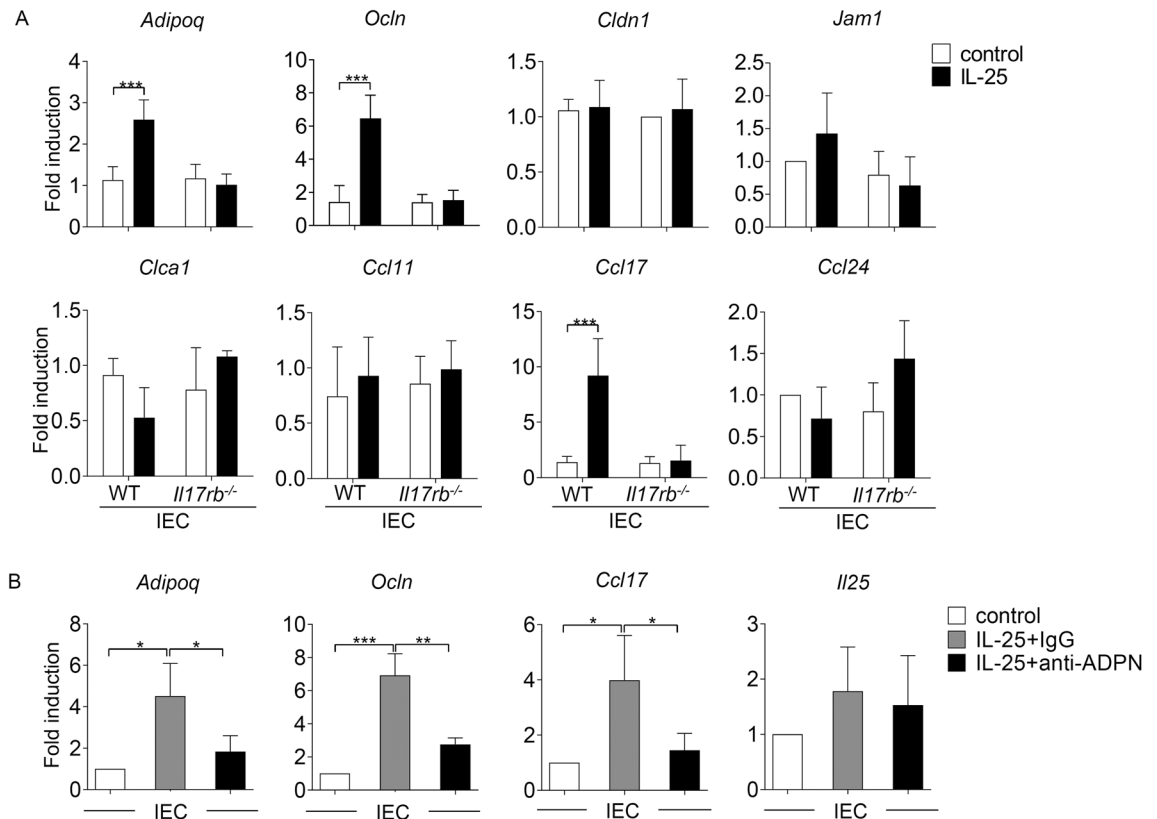 A
Adipoq
Ocln
Cldn1
Jam1
control
IL-25
Fold induction
4
3
2
1
0
***
10
8
6
4
2
0
***
1.5
1.0
0.5
0.0
2.5
2.0
1.5
1.0
0.5
0.0
Clca1
Ccl11
Ccl17
Ccl24
Fold induction
1.5
1.0
0.5
0.0
1.5
1.0
0.5
0.0
15
10
5
0
***
2.0
1.5
1.0
0.5
0.0
WT Il17rb-/-
IEC
WT Il17rb-/-
IEC
WT Il17rb-/-
IEC
WT Il17rb-/-
IEC
B
Adipoq
Ocln
Ccl17
Il25
control
IL-25+IgG
IL-25+anti-ADPN
Fold induction
8
6
4
2
0
* *
10
8
6
4
2
0
*** **
6
4
2
0
* *
3
2
1
0
IEC
IEC
IEC
IEC